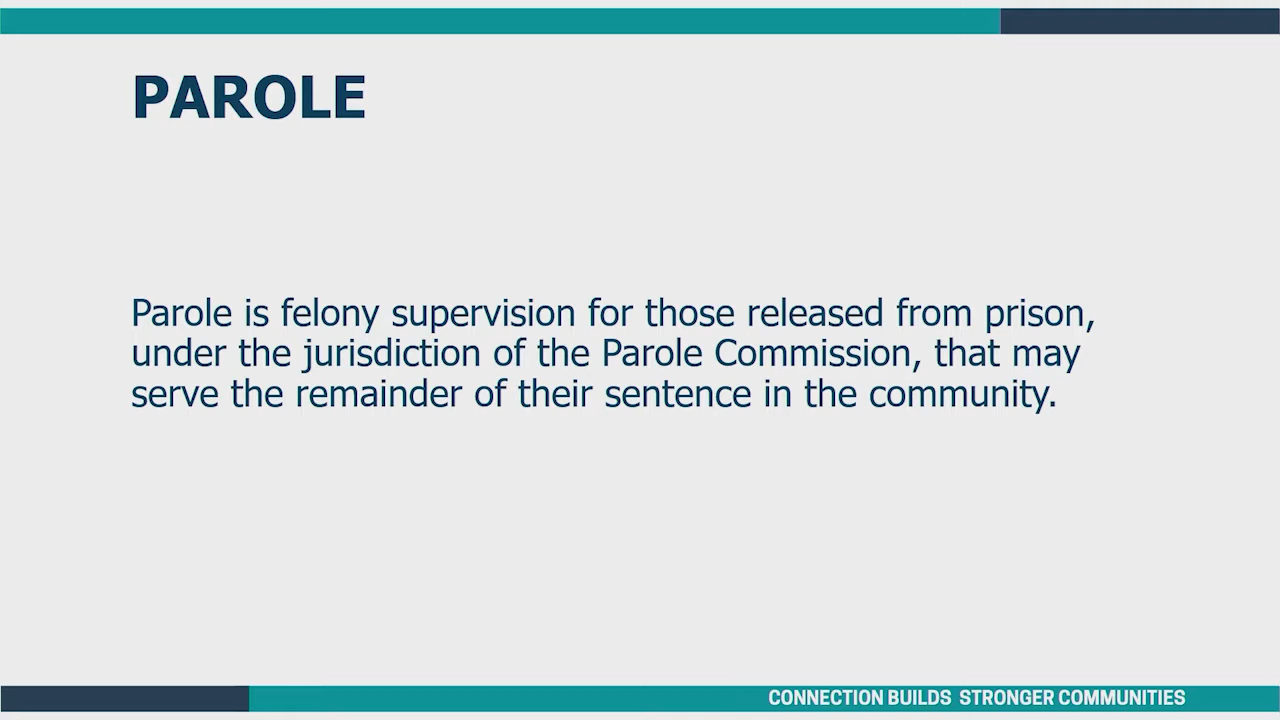 PAROLE
Parole is felony supervision for those released from prison,
under the jurisdiction of the Parole Commission, that may
serve the remainder of their sentence in the community.
CONNECTION BUILDS STRONGER COMMUNITIES